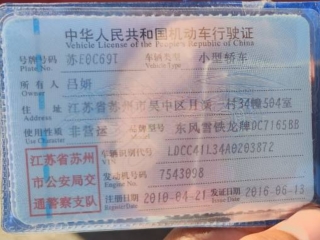 中华人民共和国机动车行驶证
Vehicle License of the People's Republic of China
号牌号码 苏E0C69T 车辆类型 小型轿车
Plate No. Vehicle Type
所有人 吕妍
Owner
住址 江苏省苏州市吴中区 村34幢504室
Address
使用性质 非营运 品牌型号 东风雪铁龙牌DC7165BB
Use Character Model
江苏省苏州
市公安局交
通警察支队
车辆识别代号 LDCC41L34A0203872
VIN
发动机号码 7543098
Engine No.
注册日期 2010-04-21 发证日期 2016-06-13
Register Date Issue Date